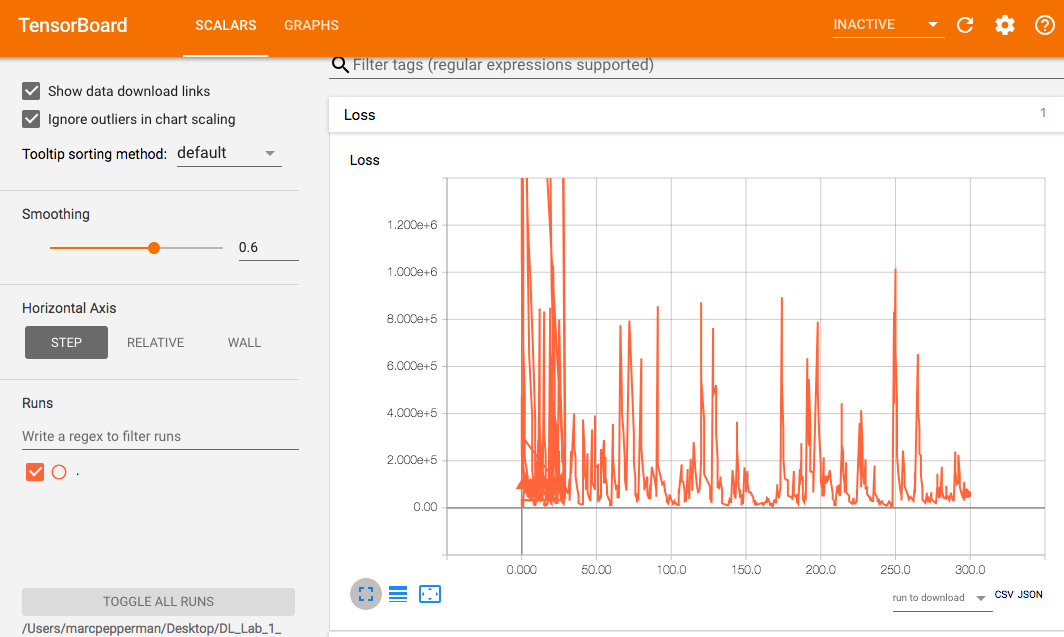 TensorBoard
SCALARS
GRAPHS
INACTIVE
Show data download links
Ignore outliers in chart scaling
Tooltip sorting method: default
Smoothing
0.6
Horizontal Axis
STEP
RELATIVE
WALL
Runs
Write a regex to filter runs
.
TOGGLE ALL RUNS
/Users/marcpepperman/Desktop/DL_Lab_1_
Filter tags (regular expressions supported)
Loss
1
Loss
1.200e+6
1.000e+6
8.000e+5
6.000e+5
4.000e+5
2.000e+5
0.00
0.000 50.00 100.0 150.0 200.0 250.0 300.0
run to download
CSV JSON